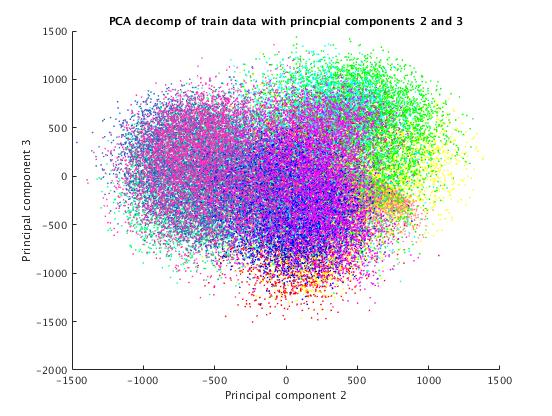 PCA decomp of train data with princpial components 2 and 3
1500
1000
500
0
-500
-1000
-1500
-2000
Principal component 3
-1500 -1000 -500 0 500 1000 1500
Principal component 2